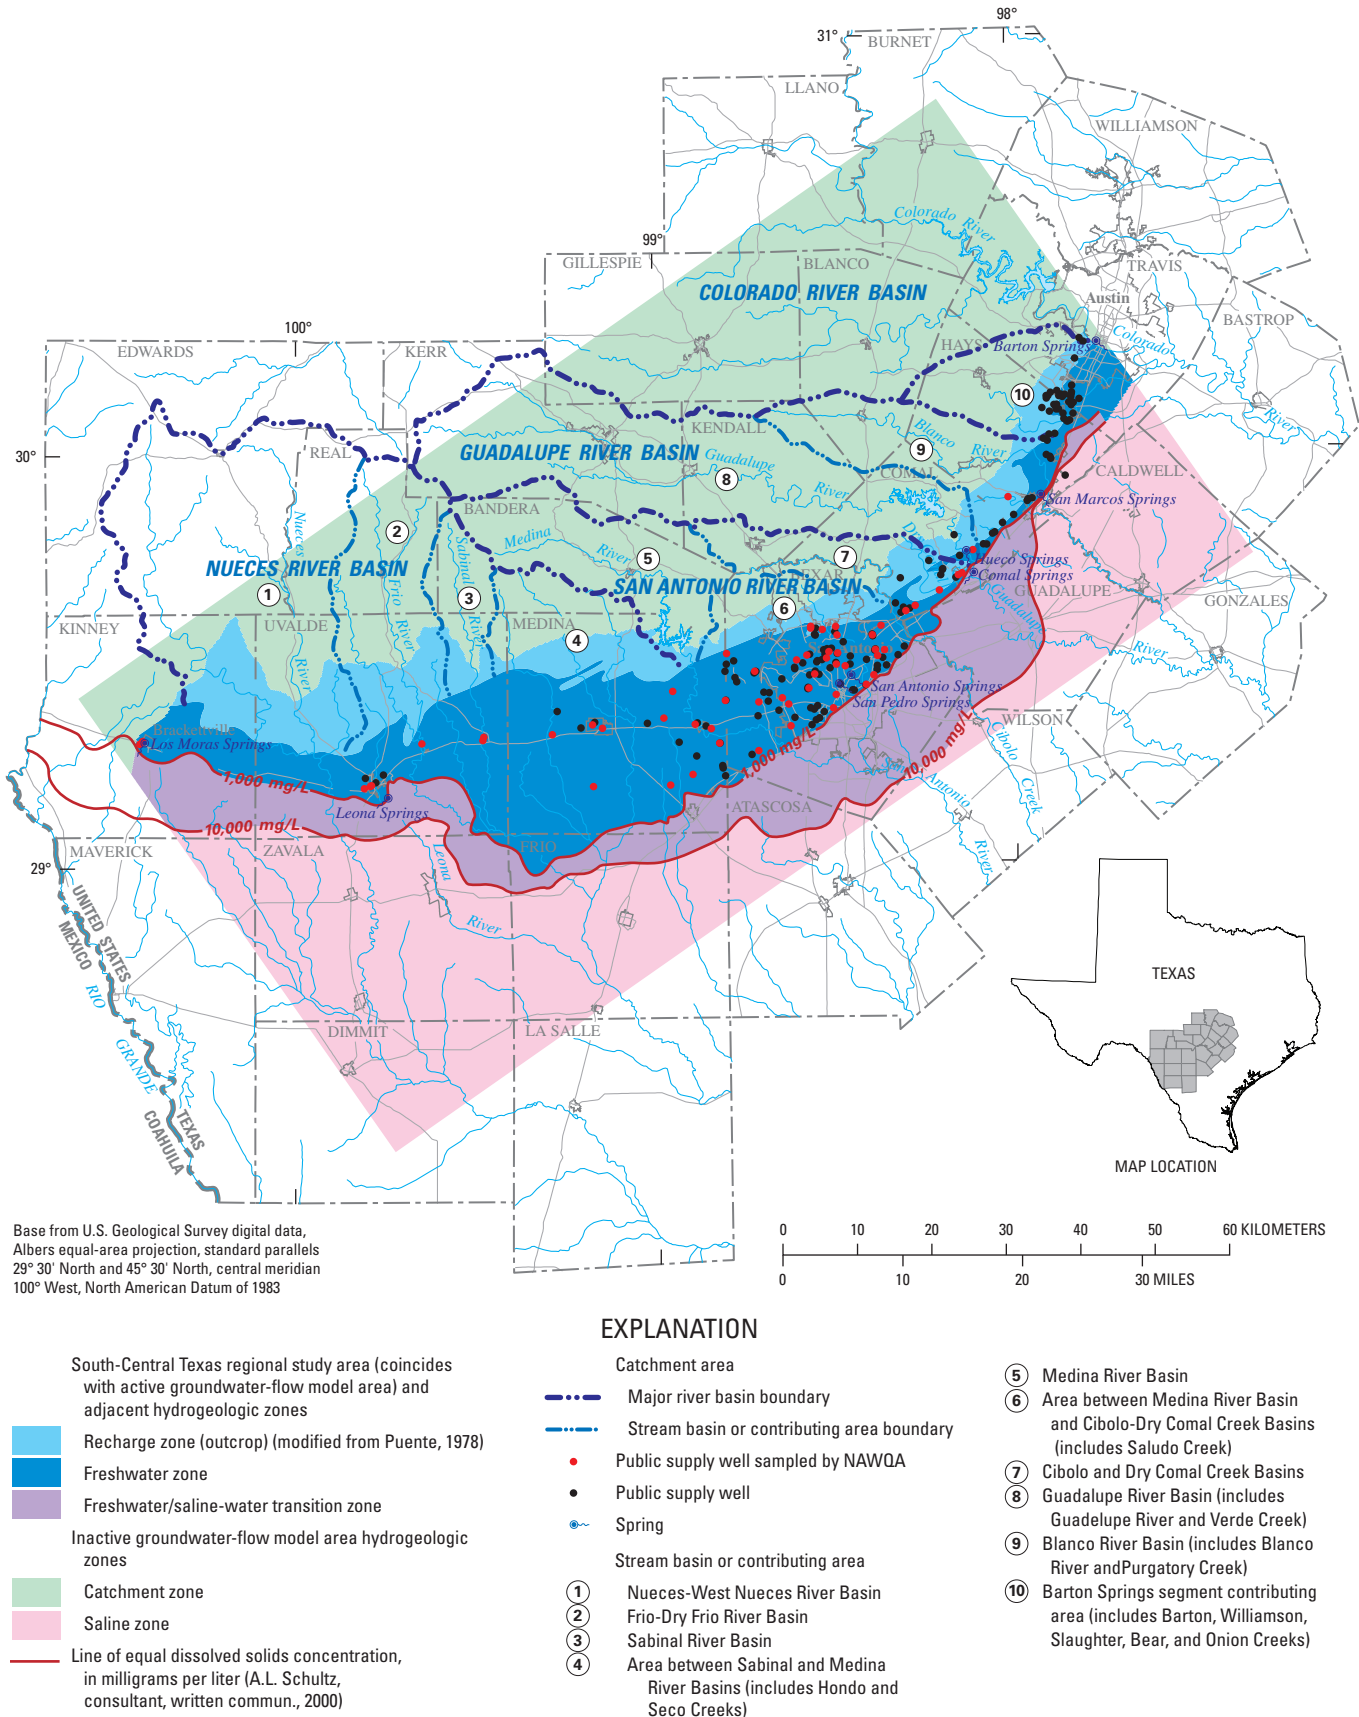 98°
31°
BURNET
LLANO
WILLIAMSON
Colorado River
99°
GILLESPIE
BLANCO
TRAVIS
COLORADO RIVER BASIN
Austin
BASTROP
100°
EDWARDS
KERR
HAYS
Barton Springs
Colorado
River
10
KENDALL
Blanco
River
9
REAL
30°
GUADALUPE RIVER BASIN
Guadalupe
River
8
COMAL
CALDWELL
San Marcos Springs
BANDERA
Nueces
2
Medina
River
5
7
Sabinal
River
Hueco Springs
Comal Springs
NUECES RIVER BASIN
Frio
River
SAN ANTONIO RIVER BASIN
BEXAR
GUADALUPE
GONZALES
1
3
6
Guadalupe
River
KINNEY
UVALDE
MEDINA
4
River
Antonio
San Antonio Springs
San Pedro Springs
WILSON
Brackettville
Los Moras Springs
1,000 mg/L
1,000 mg/L
10,000 mg/L
Cibolo
Creek
San Antonio
River
Leona Springs
ATASCOSA
10,000 mg/L
MAVERICK
ZAVALA
FRIO
29°
Leona
River
UNITED STATES
MEXICO
RIO
GRANDE
DIMMIT
LA SALLE
TEXAS
COAHUILA
TEXAS
MAP LOCATION
Base from U.S. Geological Survey digital data,
Albers equal-area projection, standard parallels
29° 30' North and 45° 30' North, central meridian
100° West, North American Datum of 1983
0 10 20 30 40 50 60 KILOMETERS
0 10 20 30 MILES
EXPLANATION
South-Central Texas regional study area (coincides
with active groundwater-flow model area) and
adjacent hydrogeologic zones
Recharge zone (outcrop) (modified from Puente, 1978)
Freshwater zone
Freshwater/saline-water transition zone
Inactive groundwater-flow model area hydrogeologic
zones
Catchment zone
Saline zone
Line of equal dissolved solids concentration,
in milligrams per liter (A.L. Schultz,
consultant, written commun., 2000)
Catchment area
Major river basin boundary
Stream basin or contributing area boundary
Public supply well sampled by NAWQA
Public supply well
Spring
Stream basin or contributing area
1 Nueces-West Nueces River Basin
2 Frio-Dry Frio River Basin
3 Sabinal River Basin
4 Area between Sabinal and Medina
River Basins (includes Hondo and
Seco Creeks)
5 Medina River Basin
6 Area between Medina River Basin
and Cibolo-Dry Comal Creek Basins
(includes Saludo Creek)
7 Cibolo and Dry Comal Creek Basins
8 Guadalupe River Basin (includes
Guadelupe River and Verde Creek)
9 Blanco River Basin (includes Blanco
River andPurgatory Creek)
10 Barton Springs segment contributing
area (includes Barton, Williamson,
Slaughter, Bear, and Onion Creeks)